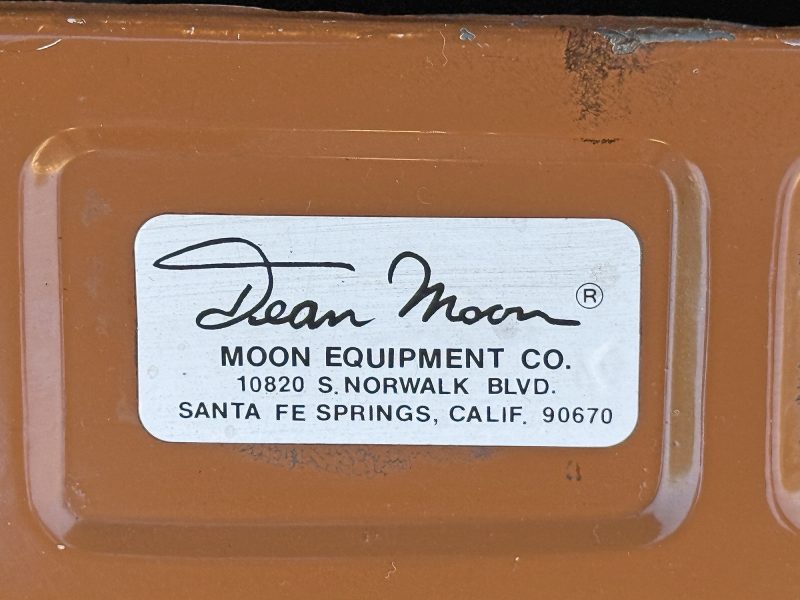 Dean Moon ®
MOON EQUIPMENT CO.
10820 S. NORWALK BLVD.
SANTA FE SPRINGS, CALIF. 90670